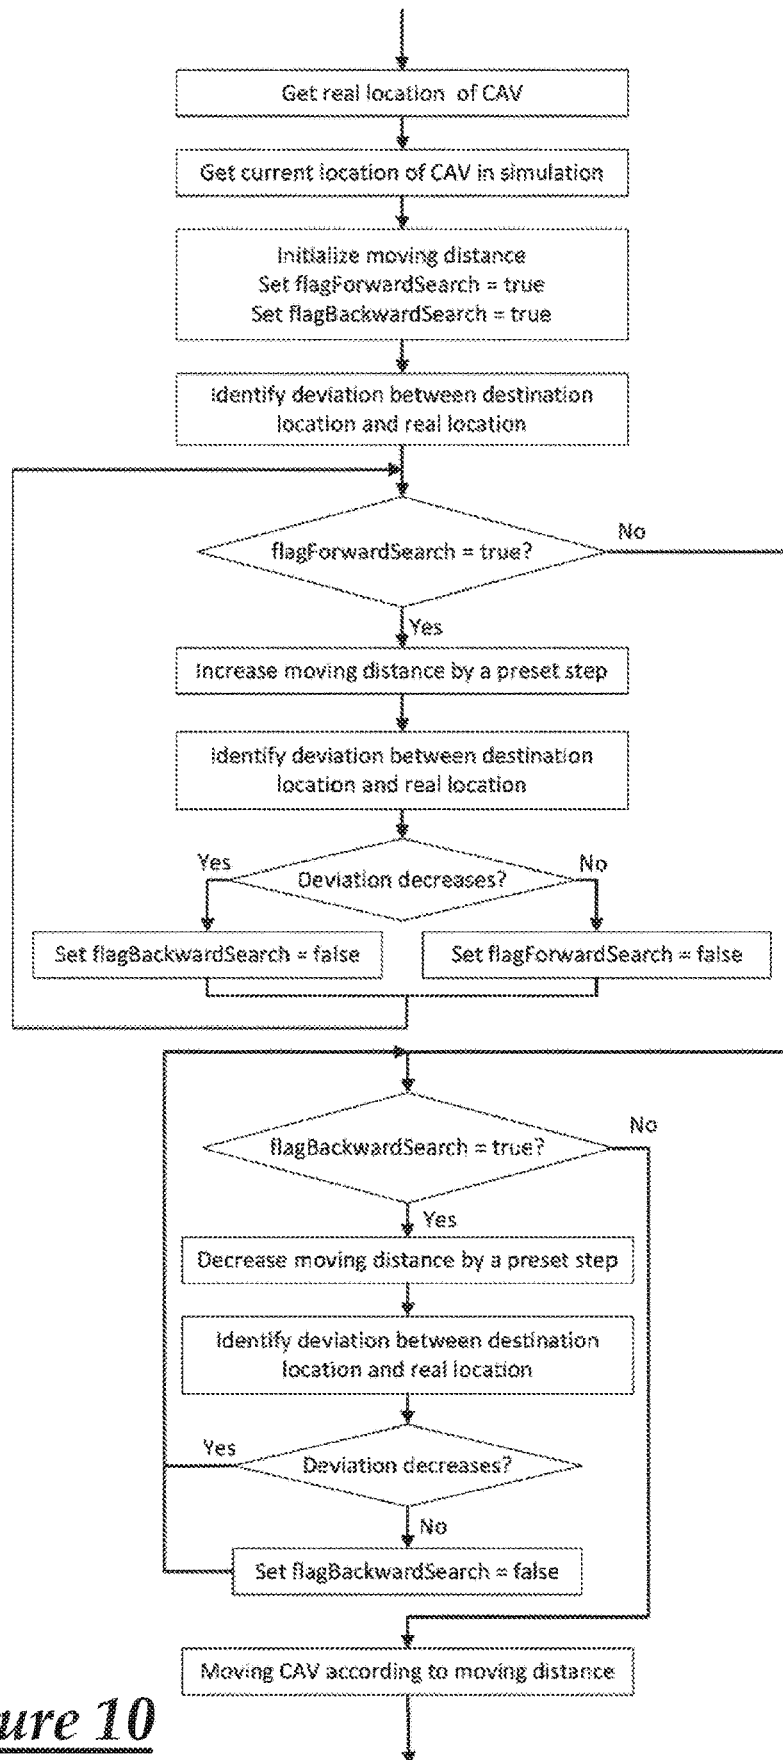 Get real location of CAV
Get current location of CAV in simulation
Initialize moving distance
Set flagForwardSearch = true
Set flagBackwardSearch = true
Identify deviation between destination
location and real location
flagForwardSearch = true?
No
Yes
Increase moving distance by a preset step
Identify deviation between destination
location and real location
Yes
Deviation decreases?
No
Set flagBackwardSearch = false
Set flagForwardSearch = false
flagBackwardSearch = true?
No
Yes
Decrease moving distance by a preset step
Identify deviation between destination
location and real location
Yes
Deviation decreases?
No
Set flagBackwardSearch = false
Moving CAV according to moving distance
ure 10